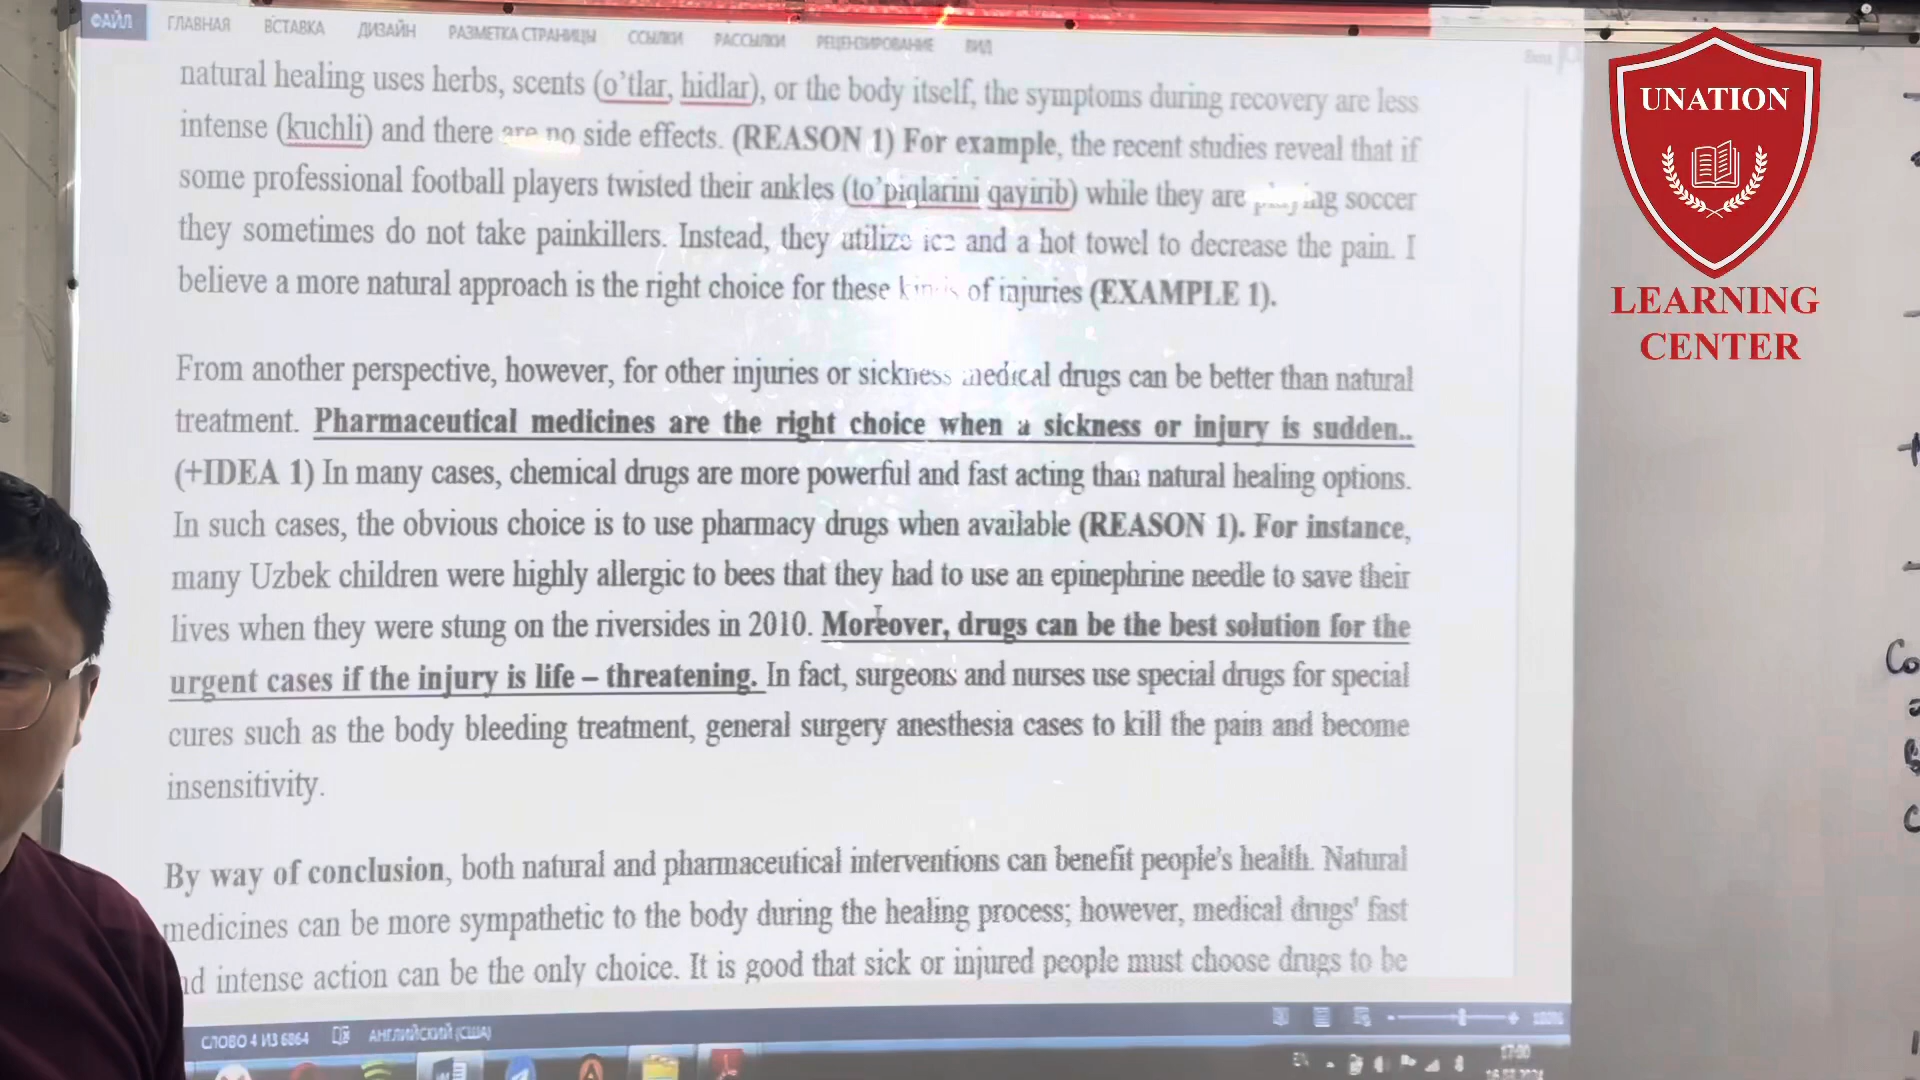 ФАЙЛ ГЛАВНАЯ ВСТАВКА ДИЗАЙН РАЗМЕТКА СТРАНИЦЫ ССЫЛКИ РАССЫЛКИ РЕЦЕНЗИРОВАНИЕ ВИД
natural healing uses herbs, scents (o’tlar, hidlar), or the body itself, the symptoms during recovery are less
intense (kuchli) and there are no side effects. (REASON 1) For example, the recent studies reveal that if
some professional football players twisted their ankles (to’piqlarini qayirib) while they are playing soccer
they sometimes do not take painkillers. Instead, they utilize ice and a hot towel to decrease the pain. I
believe a more natural approach is the right choice for these kinds of injuries (EXAMPLE 1).
From another perspective, however, for other injuries or sickness medical drugs can be better than natural
treatment. Pharmaceutical medicines are the right choice when a sickness or injury is sudden..
(+IDEA 1) In many cases, chemical drugs are more powerful and fast acting than natural healing options.
In such cases, the obvious choice is to use pharmacy drugs when available (REASON 1). For instance,
many Uzbek children were highly allergic to bees that they had to use an epinephrine needle to save their
lives when they were stung on the riversides in 2010. Moreover, drugs can be the best solution for the
urgent cases if the injury is life – threatening. In fact, surgeons and nurses use special drugs for special
cures such as the body bleeding treatment, general surgery anesthesia cases to kill the pain and become
insensitivity.
By way of conclusion, both natural and pharmaceutical interventions can benefit people’s health. Natural
medicines can be more sympathetic to the body during the healing process; however, medical drugs' fast
nd intense action can be the only choice. It is good that sick or injured people must choose drugs to be
СЛОВО 4 ИЗ 6864 АНГЛИЙСКИЙ (США)
17:00
UNATION
LEARNING
CENTER
Co